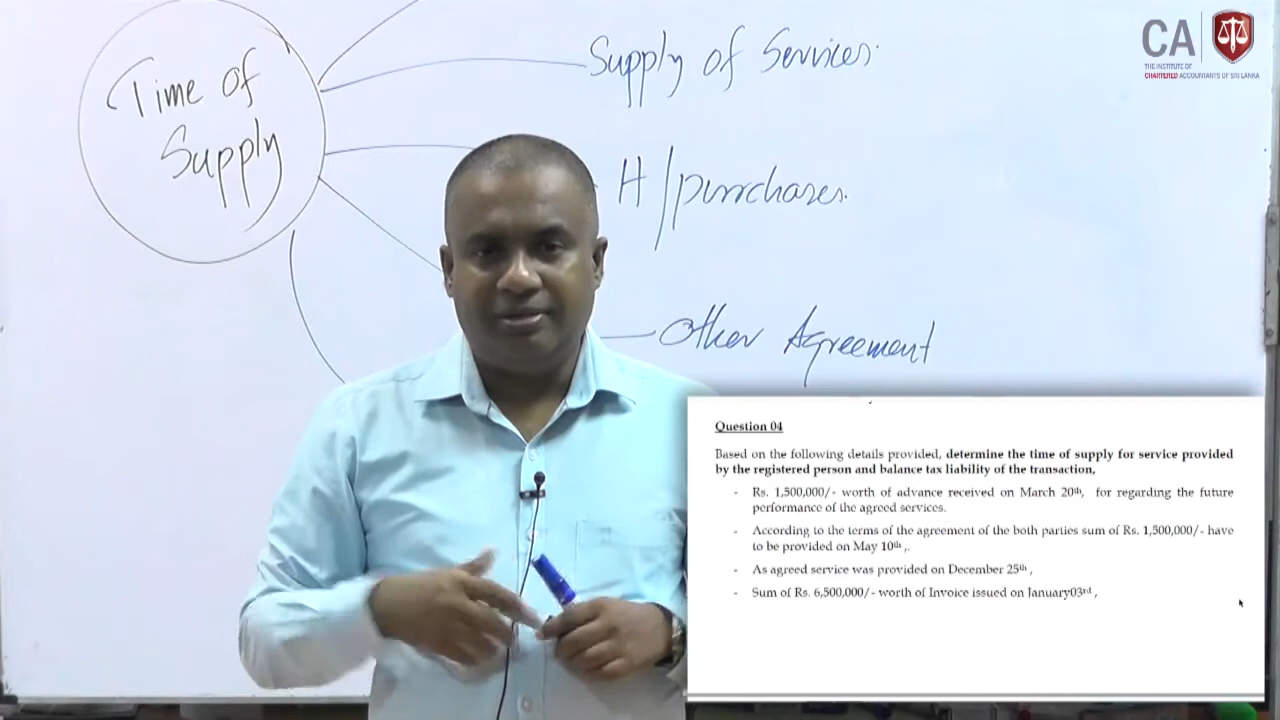 CA
THE INSTITUTE OF
CHARTERED ACCOUNTANTS OF SRI LANKA
Time of
Supply
Supply of Services.
H/purchases.
Other Agreement
Question 04
Based on the following details provided, determine the time of supply for service provided
by the registered person and balance tax liability of the transaction,
- Rs. 1,500,000/- worth of advance received on March 20th, for regarding the future
performance of the agreed services.
- According to the terms of the agreement of the both parties sum of Rs. 1,500,000/- have
to be provided on May 10th,.
- As agreed service was provided on December 25th,
- Sum of Rs. 6,500,000/- worth of Invoice issued on January03rd,